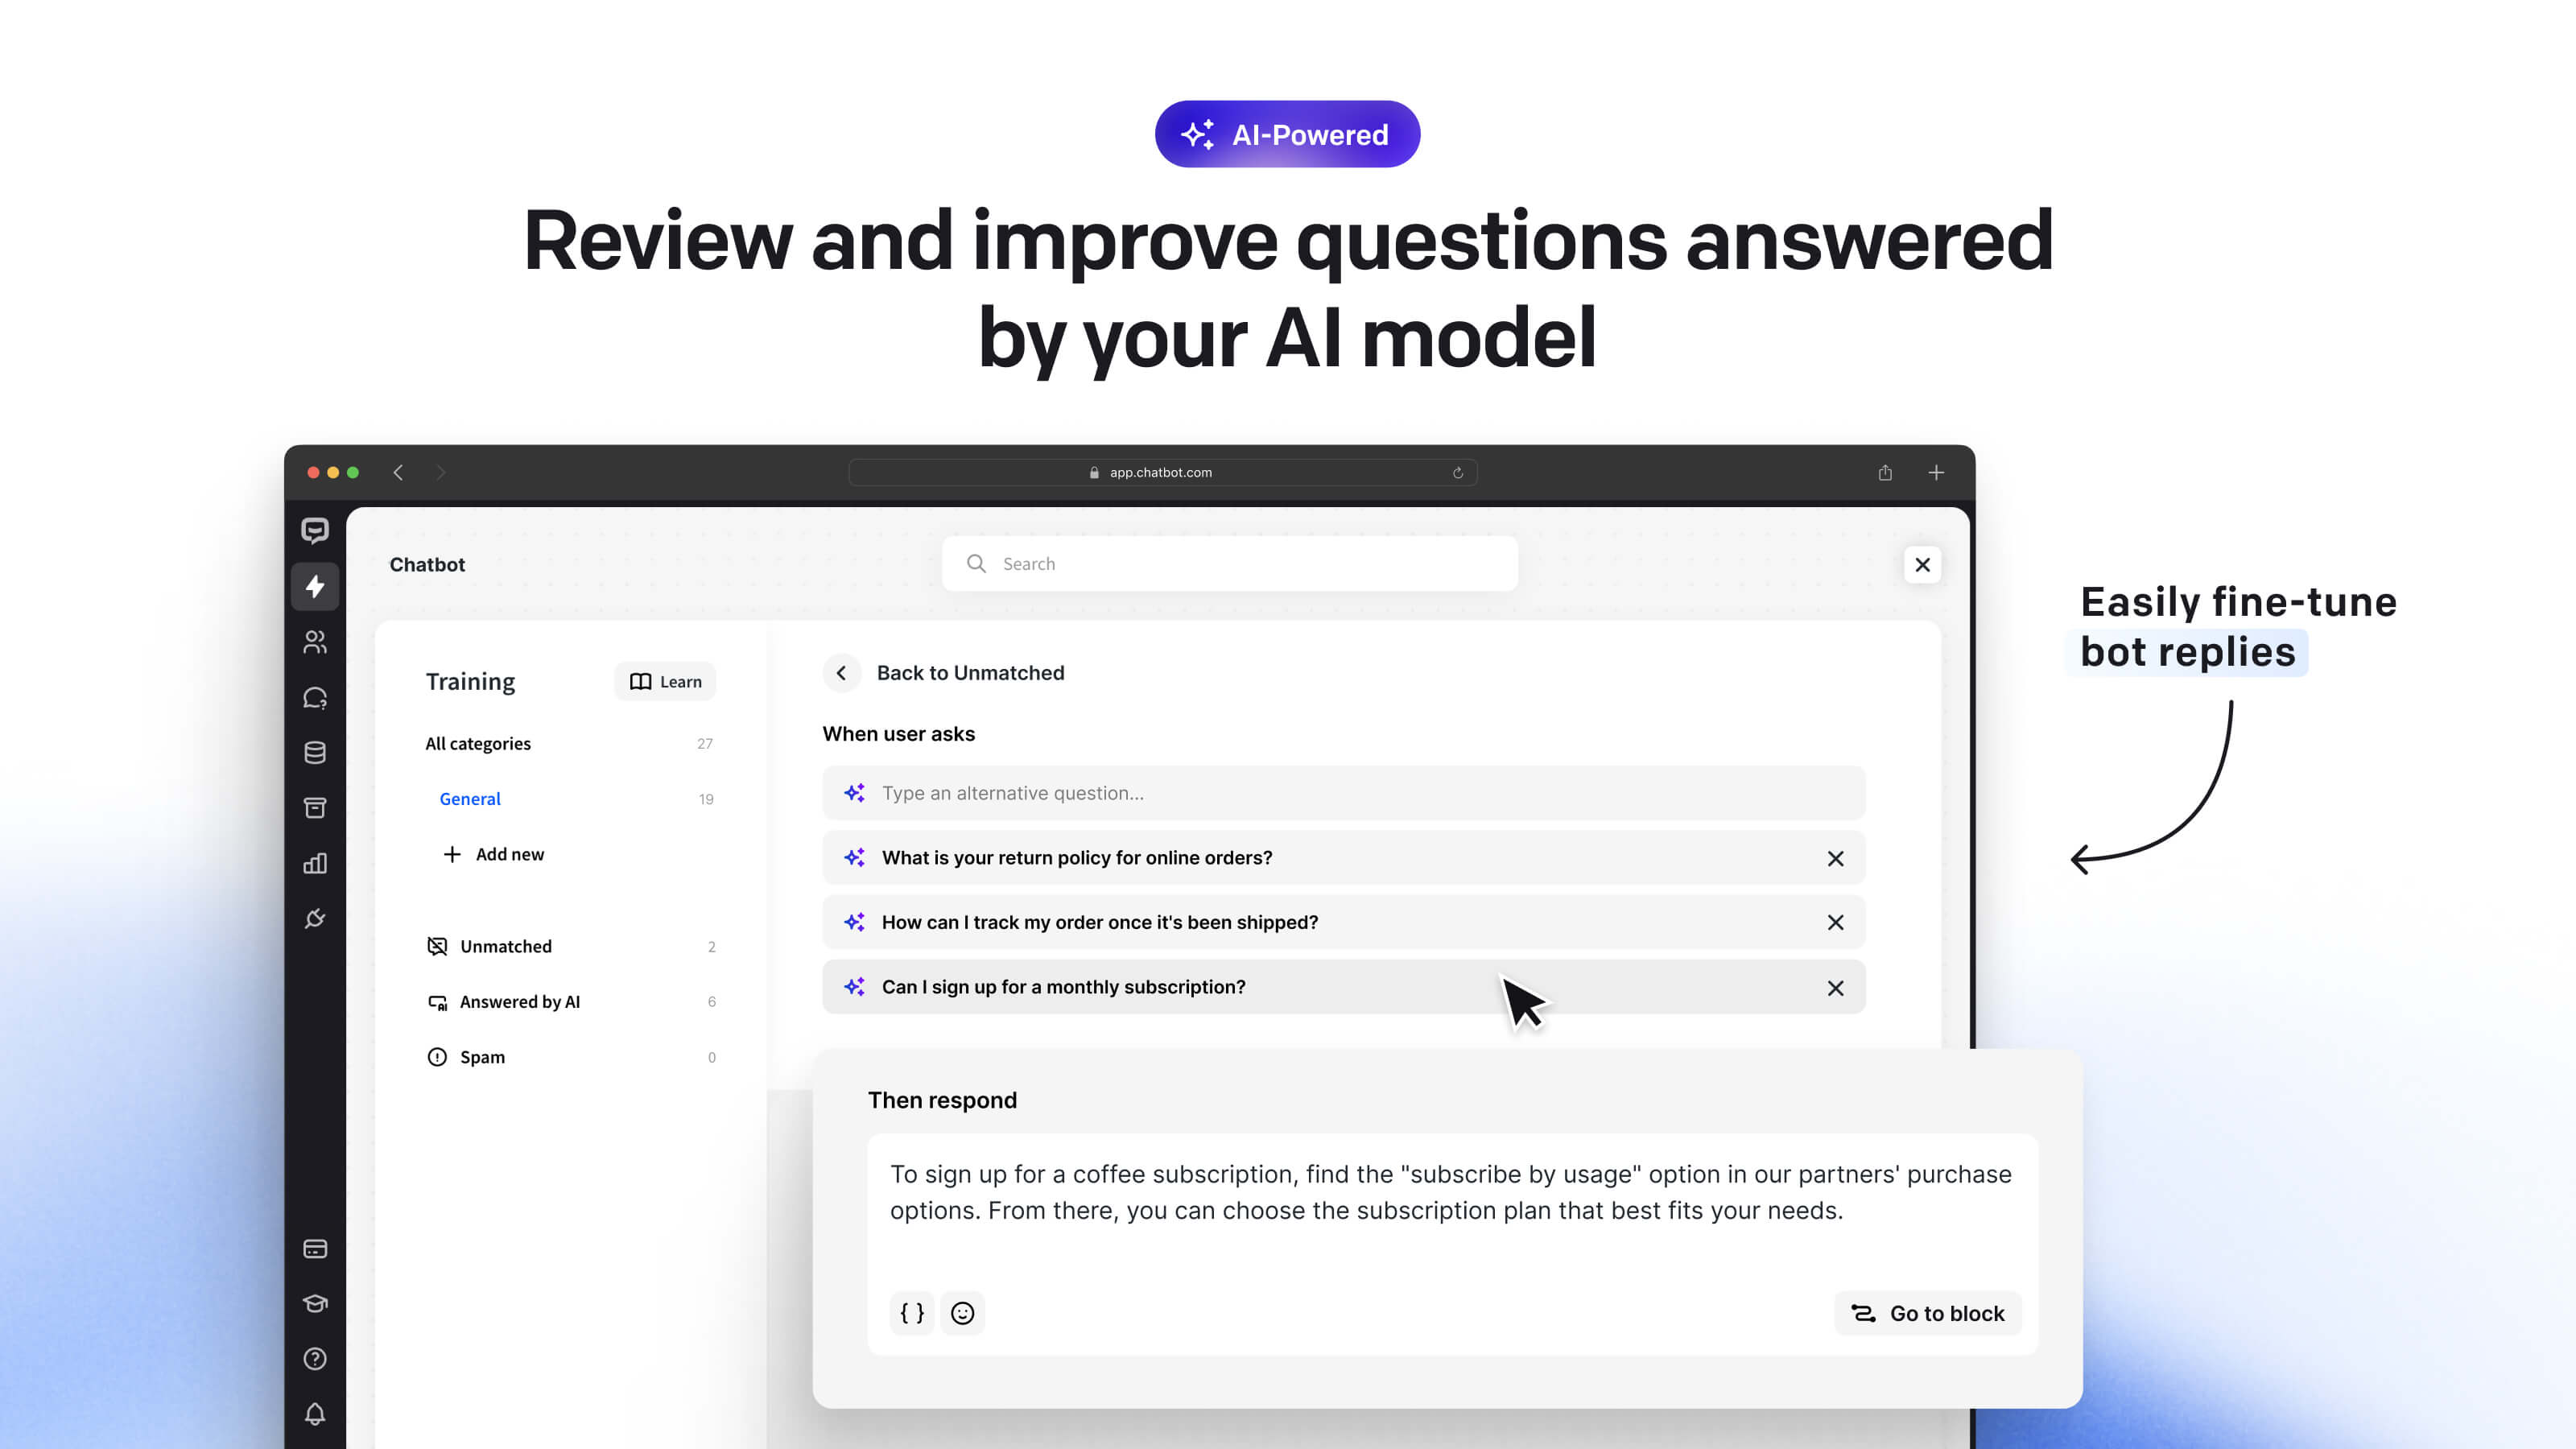 AI-Powered
Review and improve questions answered
by your AI model
app.chatbot.com
Chatbot
Search
Easily fine-tune
bot replies
Training
Learn
All categories 27
General 19
Add new
Unmatched 2
Answered by AI 6
Spam 0
Back to Unmatched
When user asks
Type an alternative question...
What is your return policy for online orders?
How can I track my order once it's been shipped?
Can I sign up for a monthly subscription?
Then respond
To sign up for a coffee subscription, find the "subscribe by usage" option in our partners' purchase
options. From there, you can choose the subscription plan that best fits your needs.
{ }
Go to block